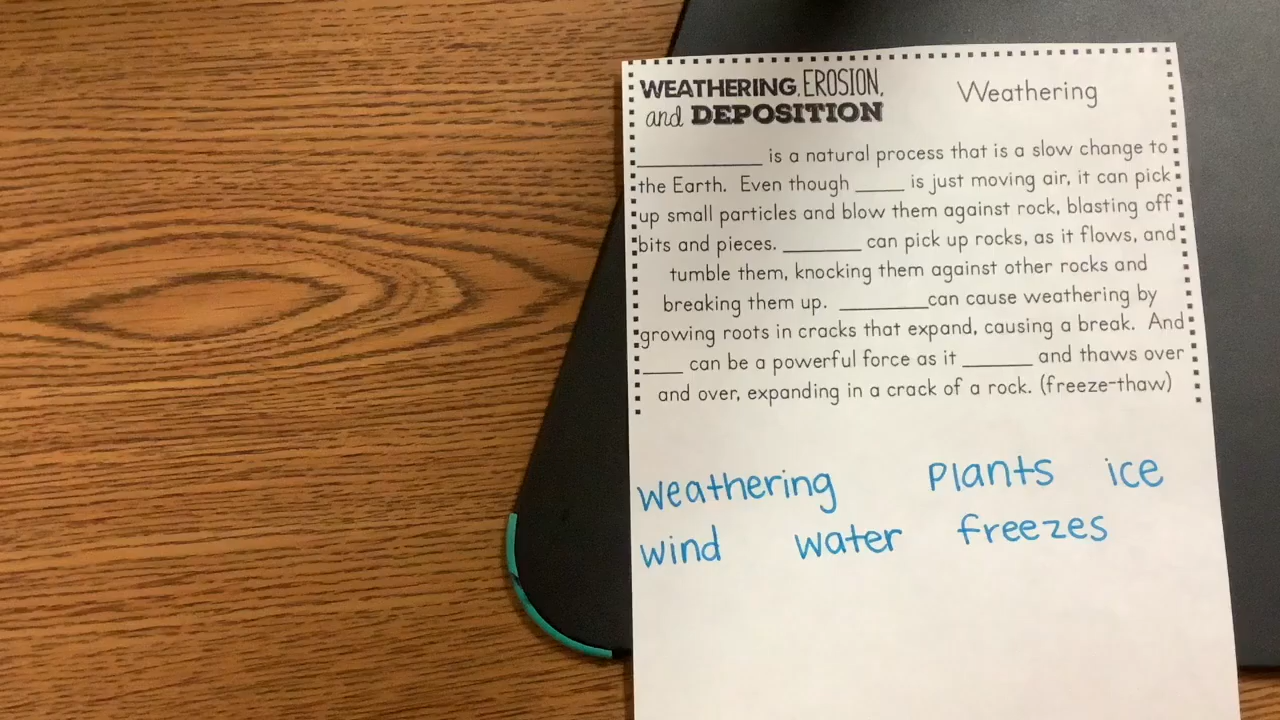 WEATHERING, EROSION,
and DEPOSITION
Weathering
____________ is a natural process that is a slow change to
the Earth. Even though _____ is just moving air, it can pick
up small particles and blow them against rock, blasting off
bits and pieces. ________ can pick up rocks, as it flows, and
tumble them, knocking them against other rocks and
breaking them up. _________can cause weathering by
growing roots in cracks that expand, causing a break. And
____ can be a powerful force as it _______ and thaws over
and over, expanding in a crack of a rock. (freeze-thaw)
weathering plants ice
wind water freezes